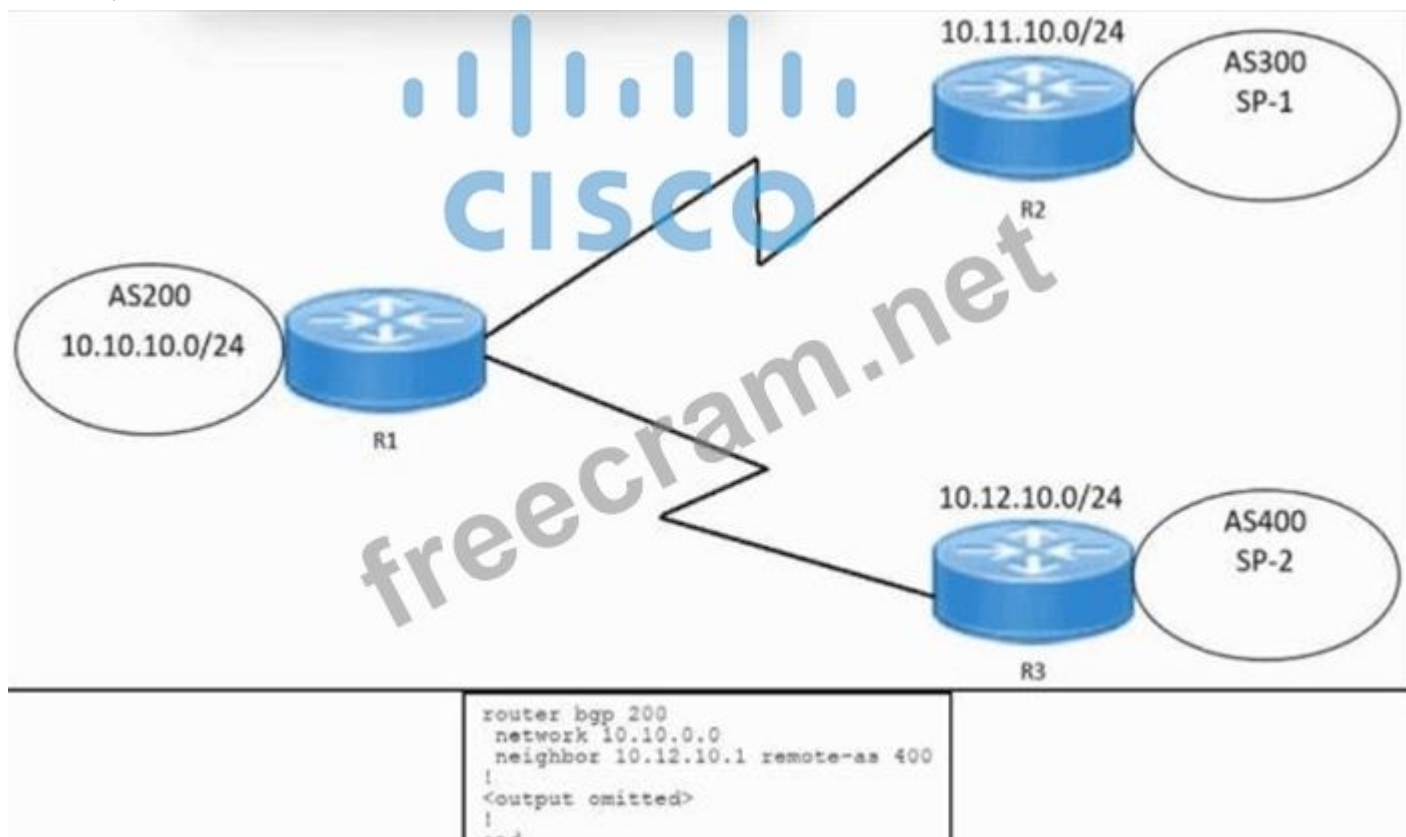 10.11.10.0/24
AS300
SP-1
CISCO
R2
AS200
10.10.10.0/24
R1
freecram.net
10.12.10.0/24
AS400
SP-2
R3
router bgp 200
network 10.10.0.0
neighbor 10.12.10.1 remote-as 400
!
<output omitted>
!